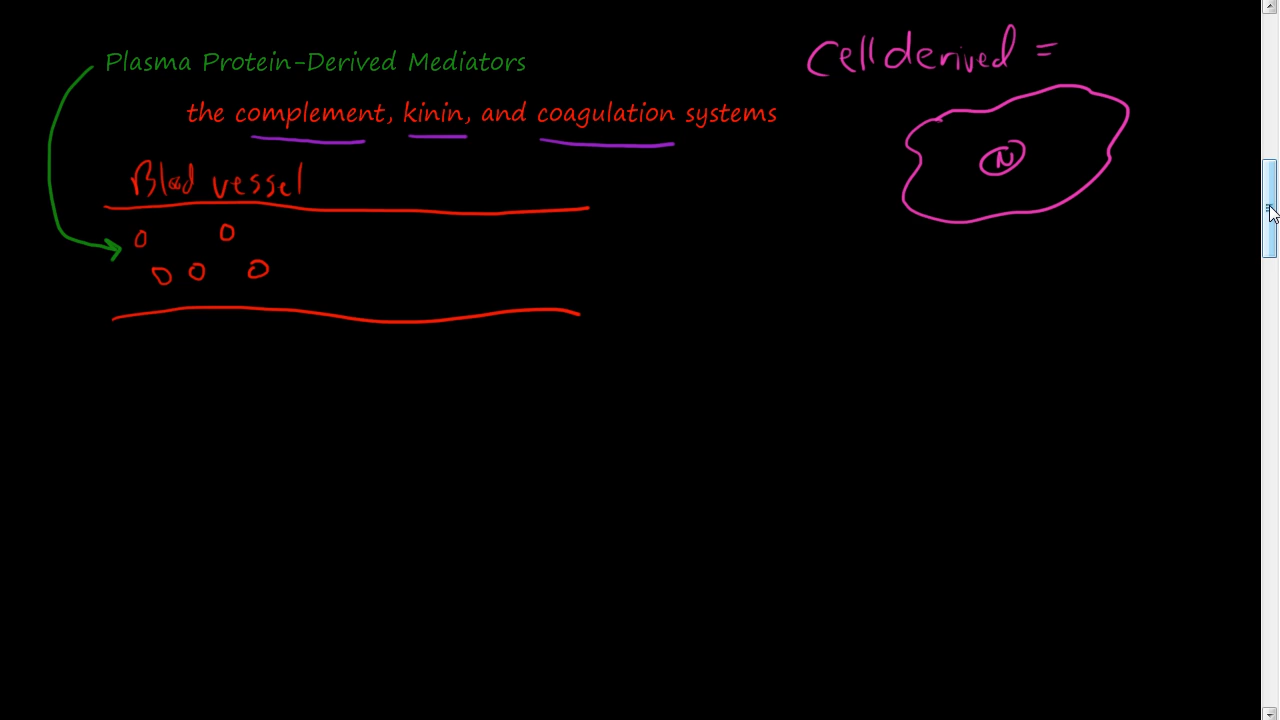 Plasma Protein-Derived Mediators
the complement, kinin, and coagulation systems
Blood vessel
Cell derived =
N